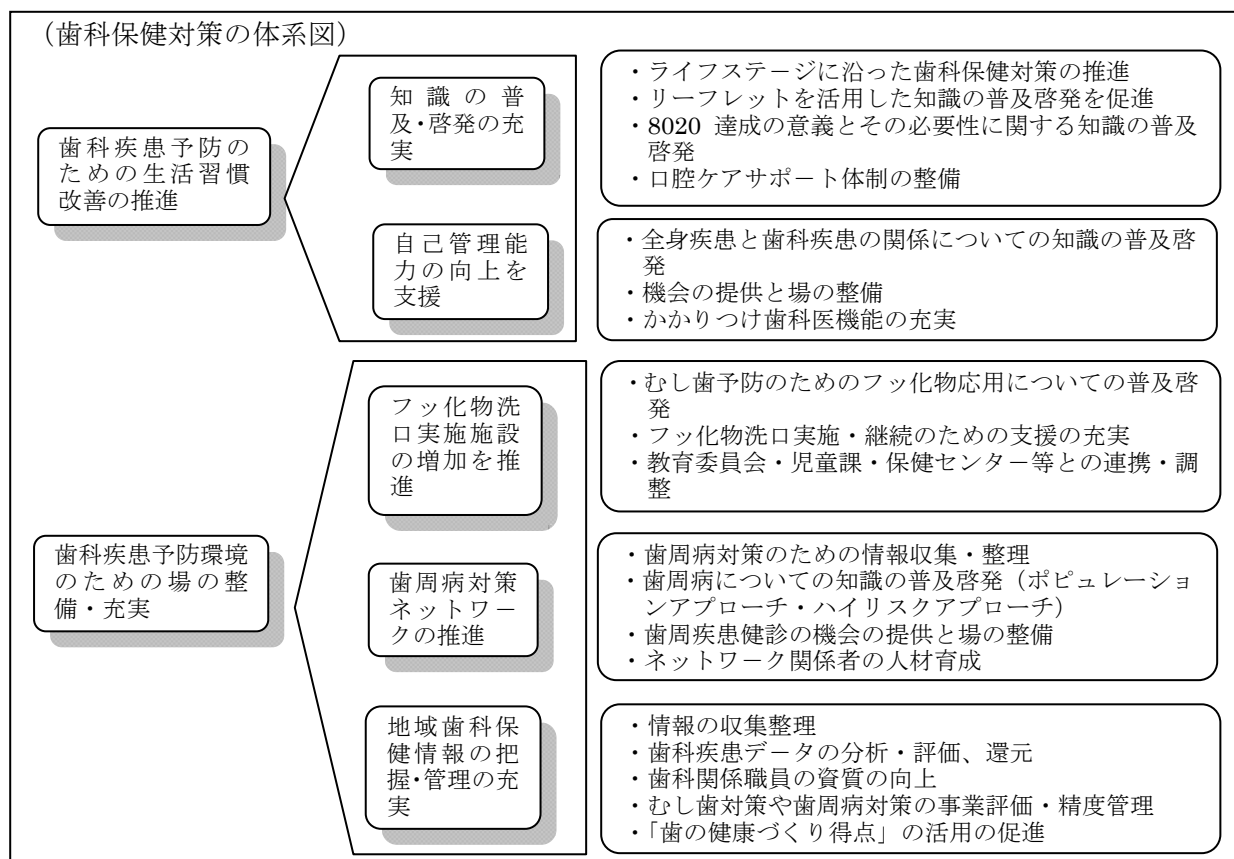 （歯科保健対策の体系図）
歯科疾患予防の
ための生活習慣
改善の推進
知識の普
及・啓発の充
実
・ライフステージに沿った歯科保健対策の推進
・リーフレットを活用した知識の普及啓発を促進
・8020 達成の意義とその必要性に関する知識の普及
啓発
・口腔ケアサポート体制の整備
自己管理能
力の向上を
支援
・全身疾患と歯科疾患の関係についての知識の普及啓
発
・機会の提供と場の整備
・かかりつけ歯科医機能の充実
歯科疾患予防環境
のための場の整
備・充実
フッ化物洗
口実施施設
の増加を推
進
・むし歯予防のためのフッ化物応用についての普及啓
発
・フッ化物洗口実施・継続のための支援の充実
・教育委員会・児童課・保健センター等との連携・調
整
歯周病対策
ネットワー
クの推進
・歯周病対策のための情報収集・整理
・歯周病についての知識の普及啓発（ポピュレーショ
ンアプローチ・ハイリスクアプローチ）
・歯周疾患健診の機会の提供と場の整備
・ネットワーク関係者の人材育成
地域歯科保
健情報の把
握・管理の充
実
・情報の収集整理
・歯科疾患データの分析・評価、還元
・歯科関係職員の資質の向上
・むし歯対策や歯周病対策の事業評価・精度管理
・「歯の健康づくり得点」の活用の促進